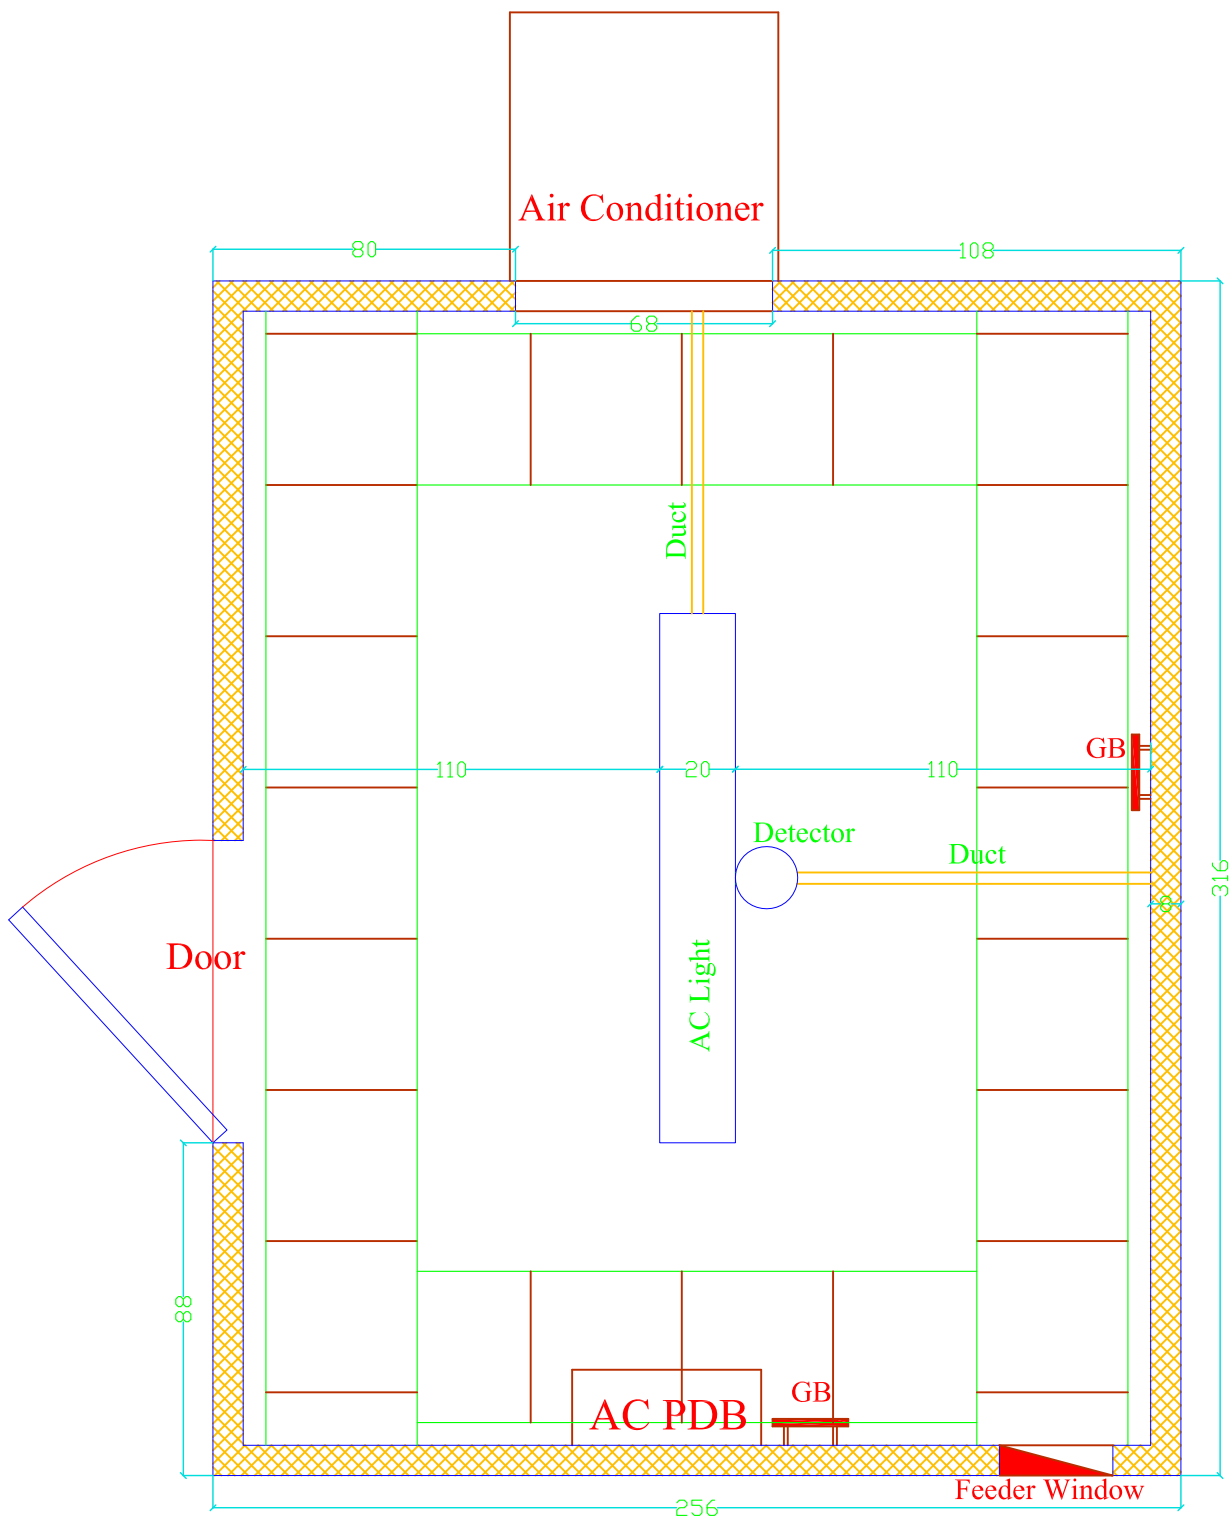 Air Conditioner
80
108
68
Duct
GB
110
20
110
Detector
Duct
316
8
Door
AC Light
88
GB
AC PDB
Feeder Window
256